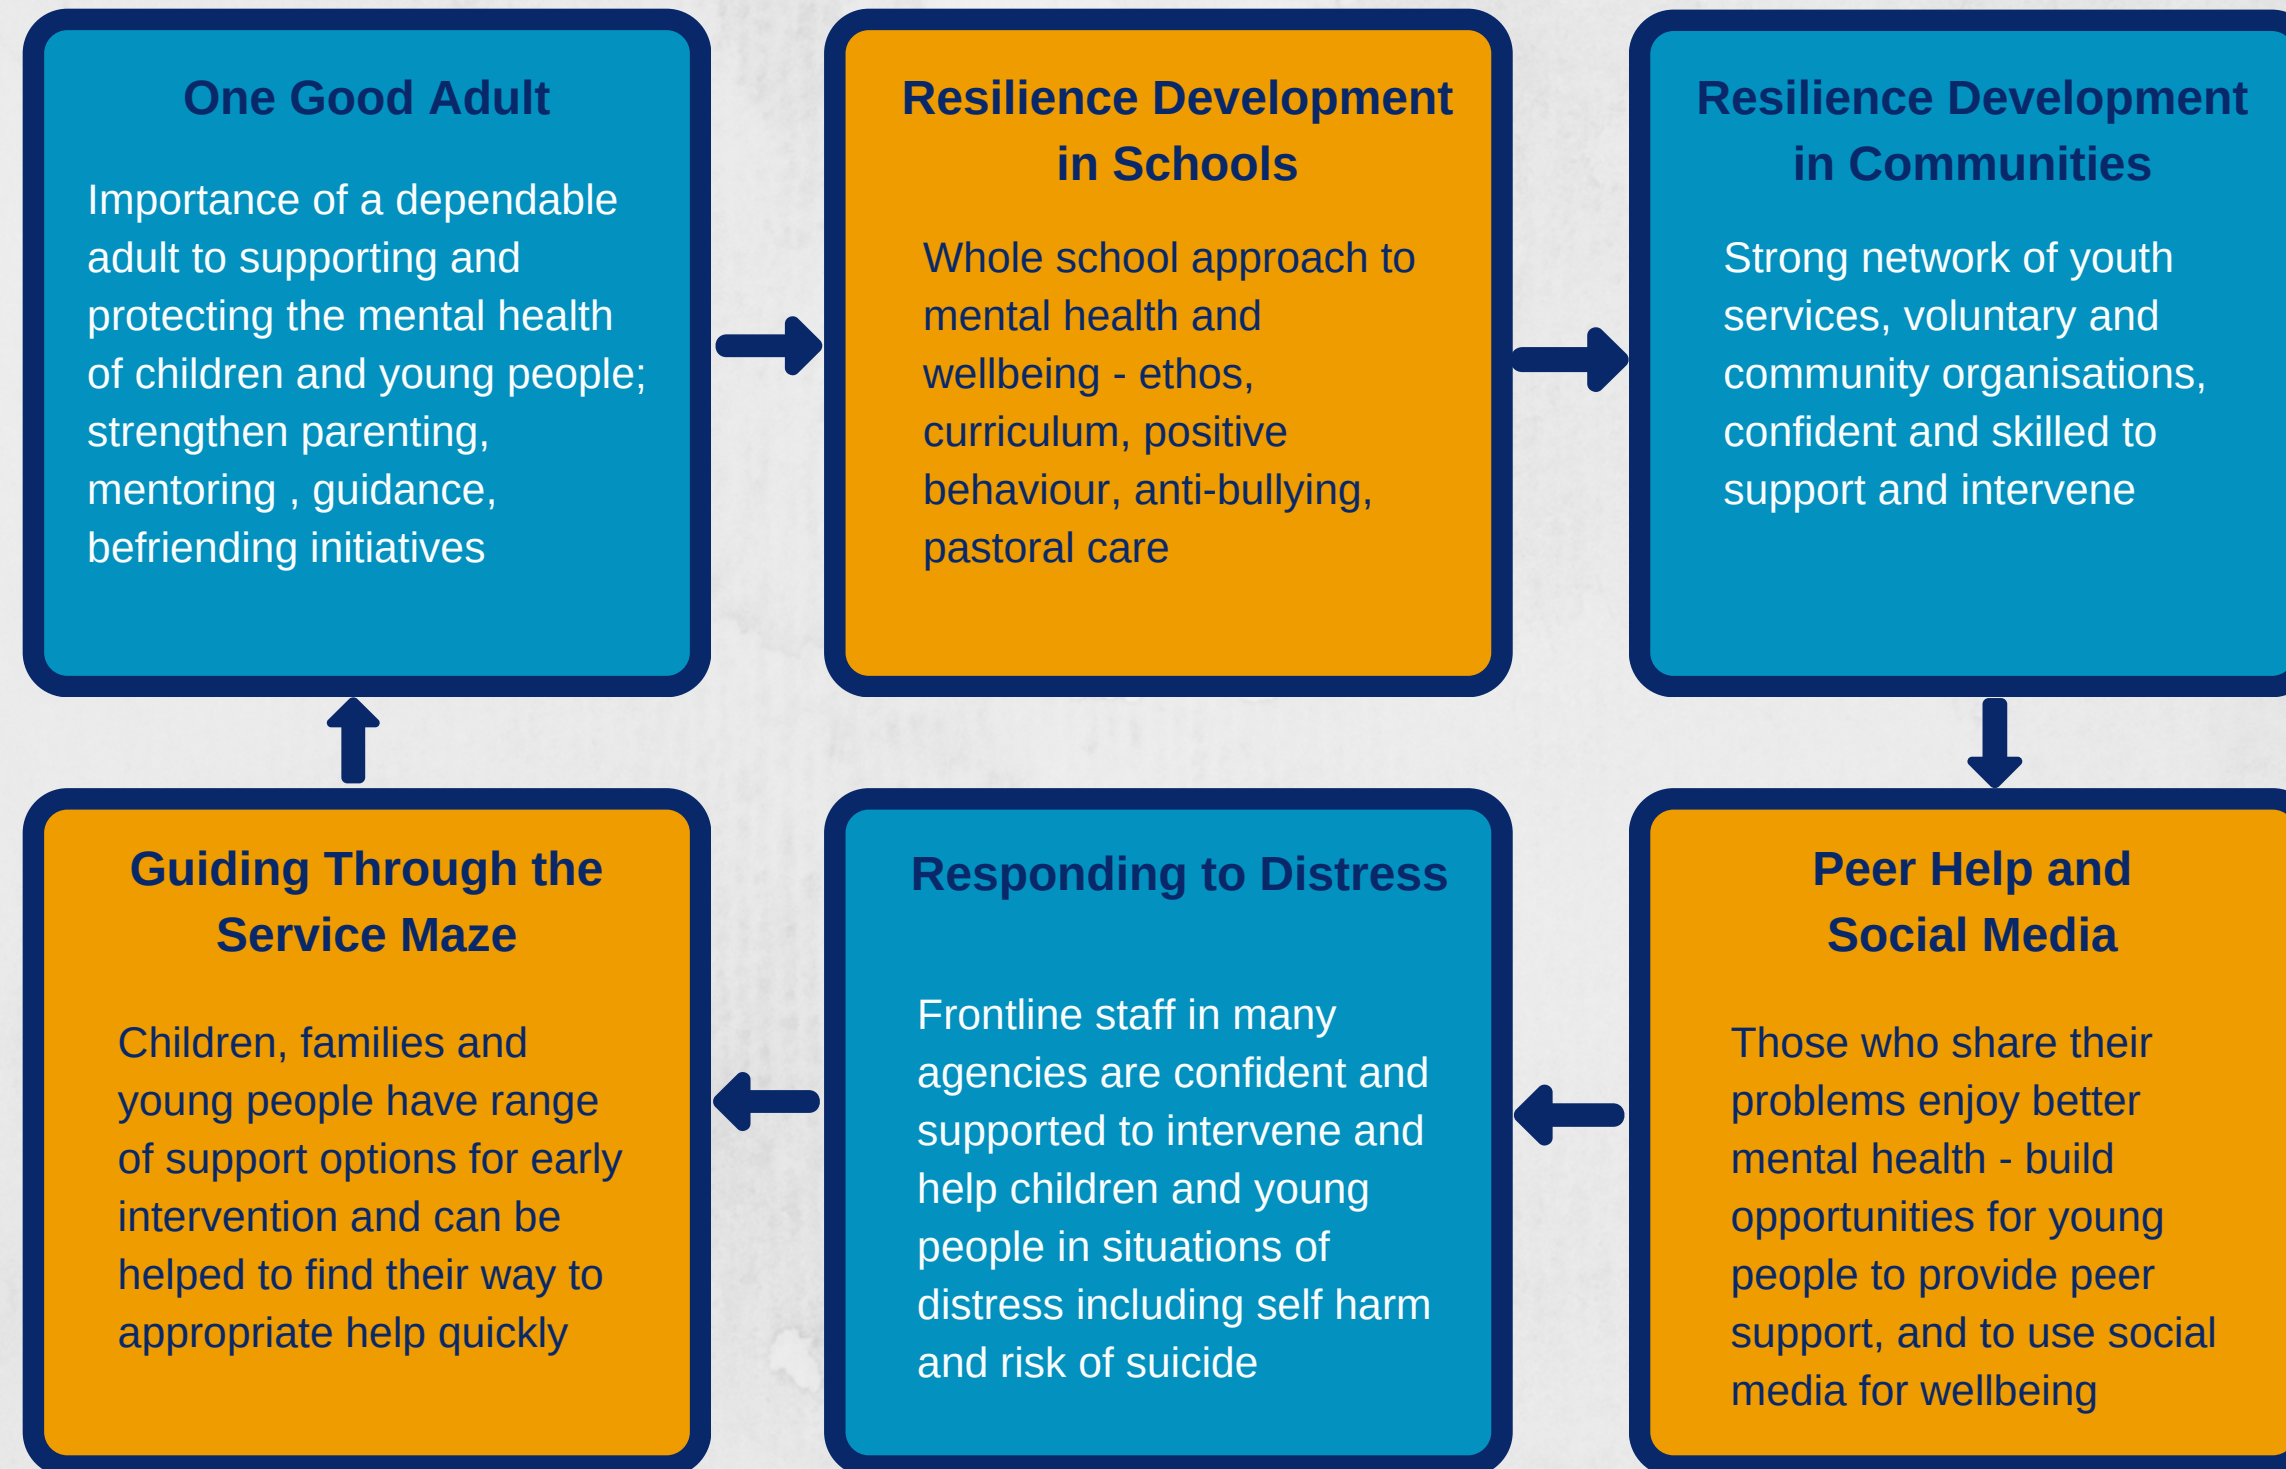 One Good Adult
Importance of a dependable
adult to supporting and
protecting the mental health
of children and young people;
strengthen parenting,
mentoring , guidance,
befriending initiatives
Resilience Development
in Schools
Whole school approach to
mental health and
wellbeing - ethos,
curriculum, positive
behaviour, anti-bullying,
pastoral care
Resilience Development
in Communities
Strong network of youth
services, voluntary and
community organisations,
confident and skilled to
support and intervene
Peer Help and
Social Media
Those who share their
problems enjoy better
mental health - build
opportunities for young
people to provide peer
support, and to use social
media for wellbeing
Responding to Distress
Frontline staff in many
agencies are confident and
supported to intervene and
help children and young
people in situations of
distress including self harm
and risk of suicide
Guiding Through the
Service Maze
Children, families and
young people have range
of support options for early
intervention and can be
helped to find their way to
appropriate help quickly